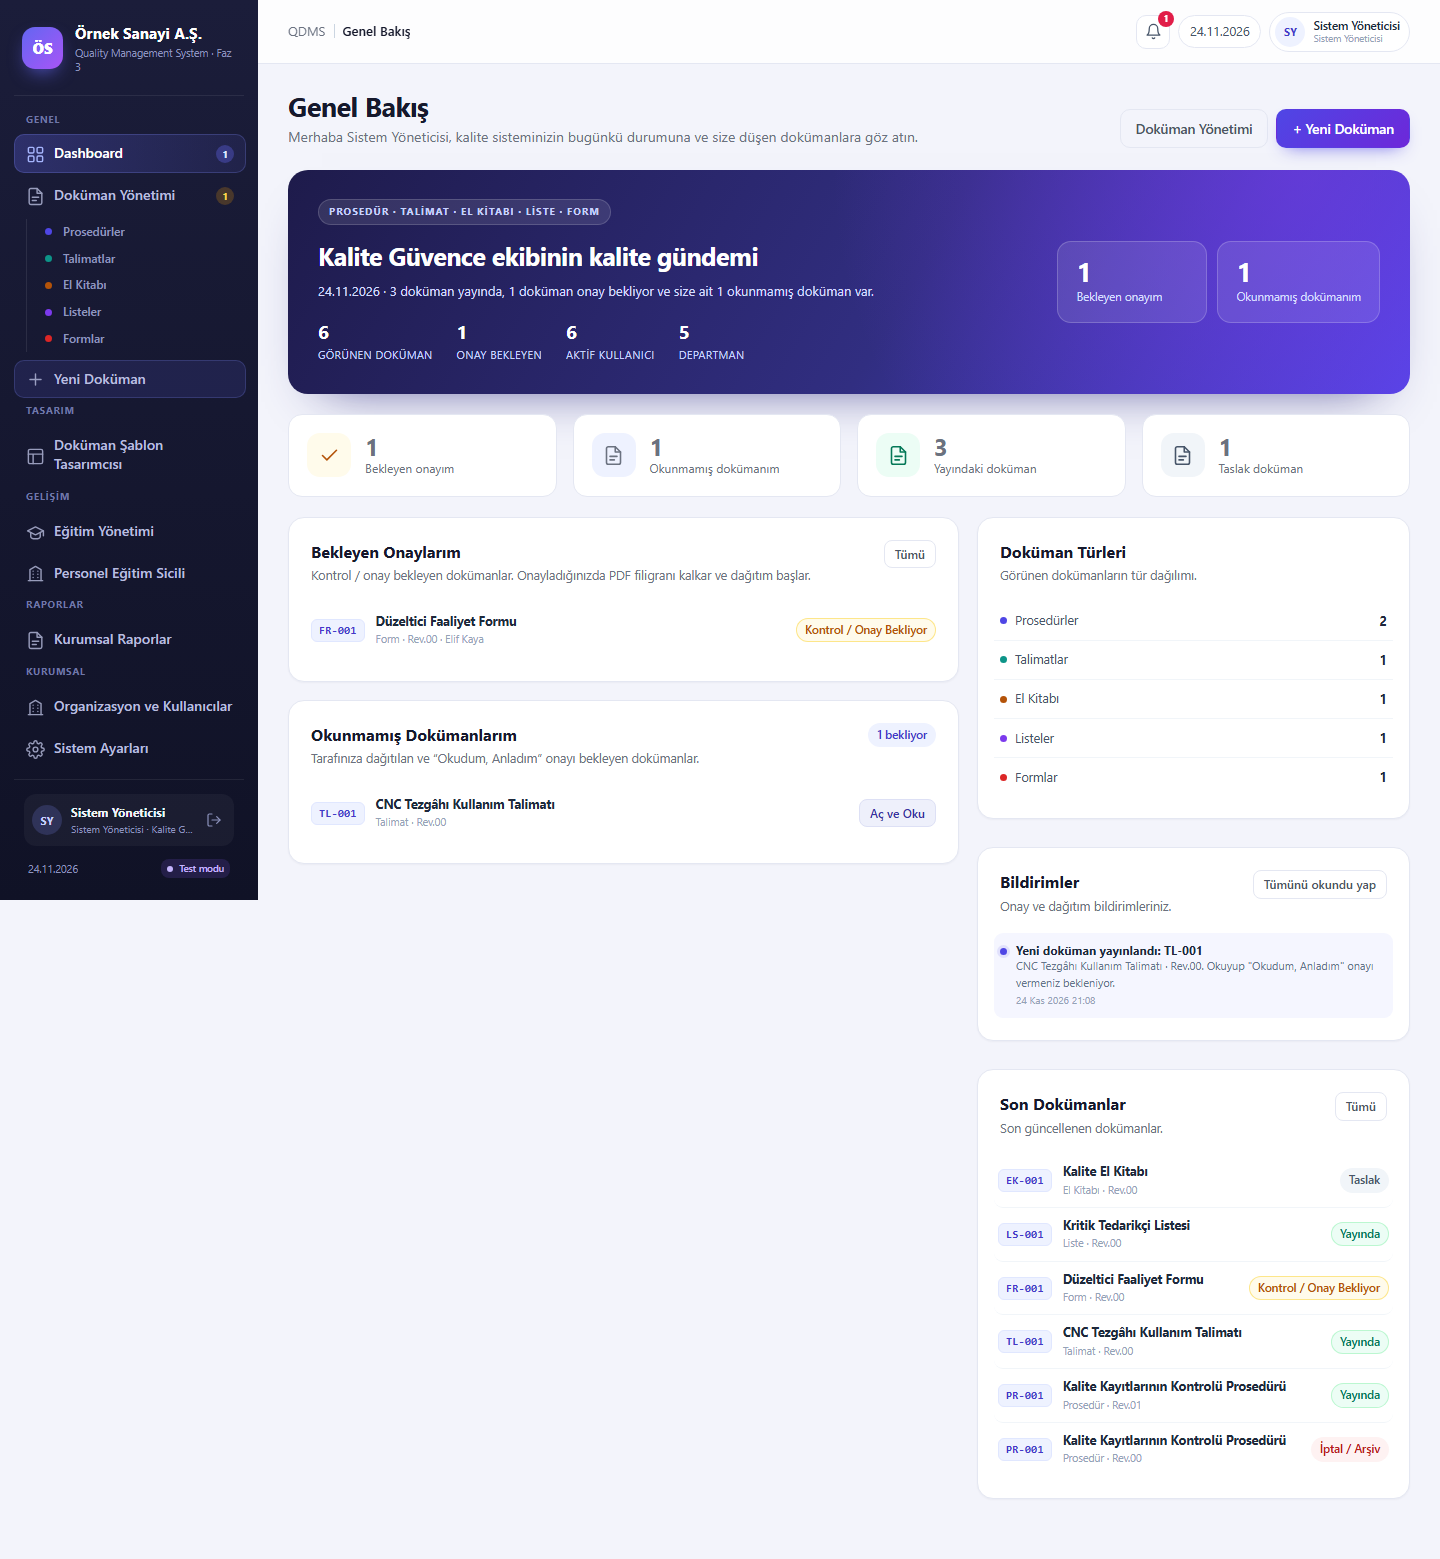 ÖS
Örnek Sanayi A.Ş.
Quality Management System · Faz
3
GENEL
Dashboard
1
Doküman Yönetimi
1
Prosedürler
Talimatlar
El Kitabı
Listeler
Formlar
Yeni Doküman
TASARIM
Doküman Şablon
Tasarımcısı
GELİŞİM
Eğitim Yönetimi
Personel Eğitim Sicili
RAPORLAR
Kurumsal Raporlar
KURUMSAL
Organizasyon ve Kullanıcılar
Sistem Ayarları
SY
Sistem Yöneticisi
Sistem Yöneticisi · Kalite G...
24.11.2026
Test modu
QDMS
Genel Bakış
1
24.11.2026
SY
Sistem Yöneticisi
Sistem Yöneticisi
Genel Bakış
Merhaba Sistem Yöneticisi, kalite sisteminizin bugünkü durumuna ve size düşen dokümanlara göz atın.
Doküman Yönetimi
+ Yeni Doküman
PROSEDÜR · TALİMAT · EL KİTABI · LİSTE · FORM
Kalite Güvence ekibinin kalite gündemi
24.11.2026 · 3 doküman yayında, 1 doküman onay bekliyor ve size ait 1 okunmamış doküman var.
6
GÖRÜNEN DOKÜMAN
1
ONAY BEKLEYEN
6
AKTİF KULLANICI
5
DEPARTMAN
1
Bekleyen onayım
1
Okunmamış dokümanım
1
Bekleyen onayım
1
Okunmamış dokümanım
3
Yayındaki doküman
1
Taslak doküman
Bekleyen Onaylarım
Tümü
Kontrol / onay bekleyen dokümanlar. Onayladığınızda PDF filigranı kalkar ve dağıtım başlar.
FR-001
Düzeltici Faaliyet Formu
Form · Rev.00 · Elif Kaya
Kontrol / Onay Bekliyor
Okunmamış Dokümanlarım
1 bekliyor
Tarafınıza dağıtılan ve “Okudum, Anladım” onayı bekleyen dokümanlar.
TL-001
CNC Tezgâhı Kullanım Talimatı
Talimat · Rev.00
Aç ve Oku
Doküman Türleri
Görünen dokümanların tür dağılımı.
Prosedürler 2
Talimatlar 1
El Kitabı 1
Listeler 1
Formlar 1
Bildirimler
Tümünü okundu yap
Onay ve dağıtım bildirimleriniz.
Yeni doküman yayınlandı: TL-001
CNC Tezgâhı Kullanım Talimatı · Rev.00. Okuyup “Okudum, Anladım” onayı
vermeniz bekleniyor.
24 Kas 2026 21:08
Son Dokümanlar
Tümü
Son güncellenen dokümanlar.
EK-001
Kalite El Kitabı
El Kitabı · Rev.00
Taslak
LS-001
Kritik Tedarikçi Listesi
Liste · Rev.00
Yayında
FR-001
Düzeltici Faaliyet Formu
Form · Rev.00
Kontrol / Onay Bekliyor
TL-001
CNC Tezgâhı Kullanım Talimatı
Talimat · Rev.00
Yayında
PR-001
Kalite Kayıtlarının Kontrolü Prosedürü
Prosedür · Rev.01
Yayında
PR-001
Kalite Kayıtlarının Kontrolü Prosedürü
Prosedür · Rev.00
İptal / Arşiv